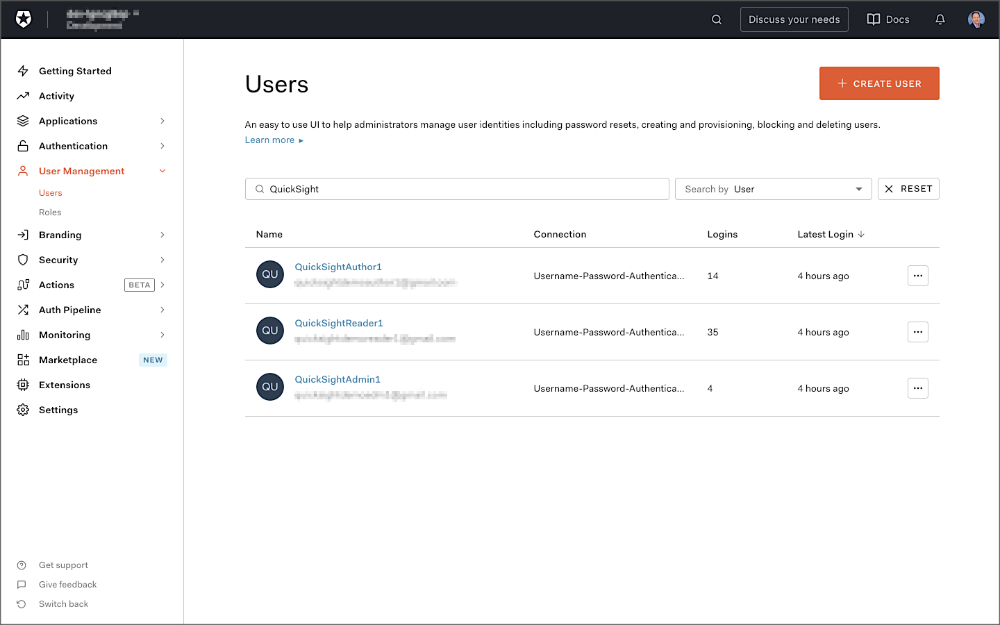 Discuss your needs
Docs
Getting Started
Activity
Applications
Authentication
User Management
Users
Roles
Branding
Security
Actions BETA
Auth Pipeline
Monitoring
Marketplace NEW
Extensions
Settings
Get support
Give feedback
Switch back
Users
+ CREATE USER
An easy to use UI to help administrators manage user identities including password resets, creating and provisioning, blocking and deleting users.
Learn more ▸
QuickSight
Search by User
RESET
Name Connection Logins Latest Login ↓
QU QuickSightAuthor1
Username-Password-Authentica... 14 4 hours ago
QU QuickSightReader1
Username-Password-Authentica... 35 4 hours ago
QU QuickSightAdmin1
Username-Password-Authentica... 4 4 hours ago